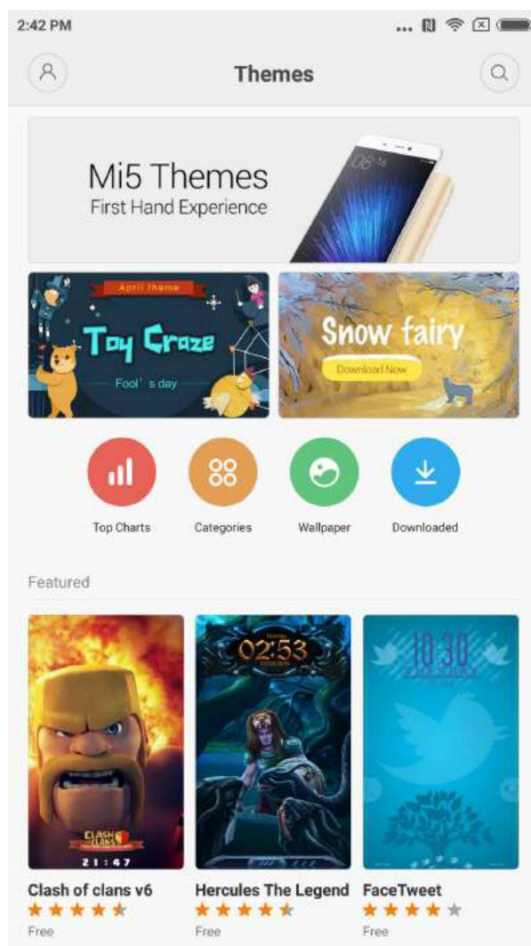 2:42 PM
Themes
Mi5 Themes
First Hand Experience
08:16
April theme
Toy Craze
Fool's day
Snow fairy
Download Now
Top Charts
Categories
Wallpaper
Downloaded
Featured
02:53
10:30
CLASH
CLANS
21:47
Clash of clans v6
Hercules The Legend
FaceTweet
Free
Free
Free